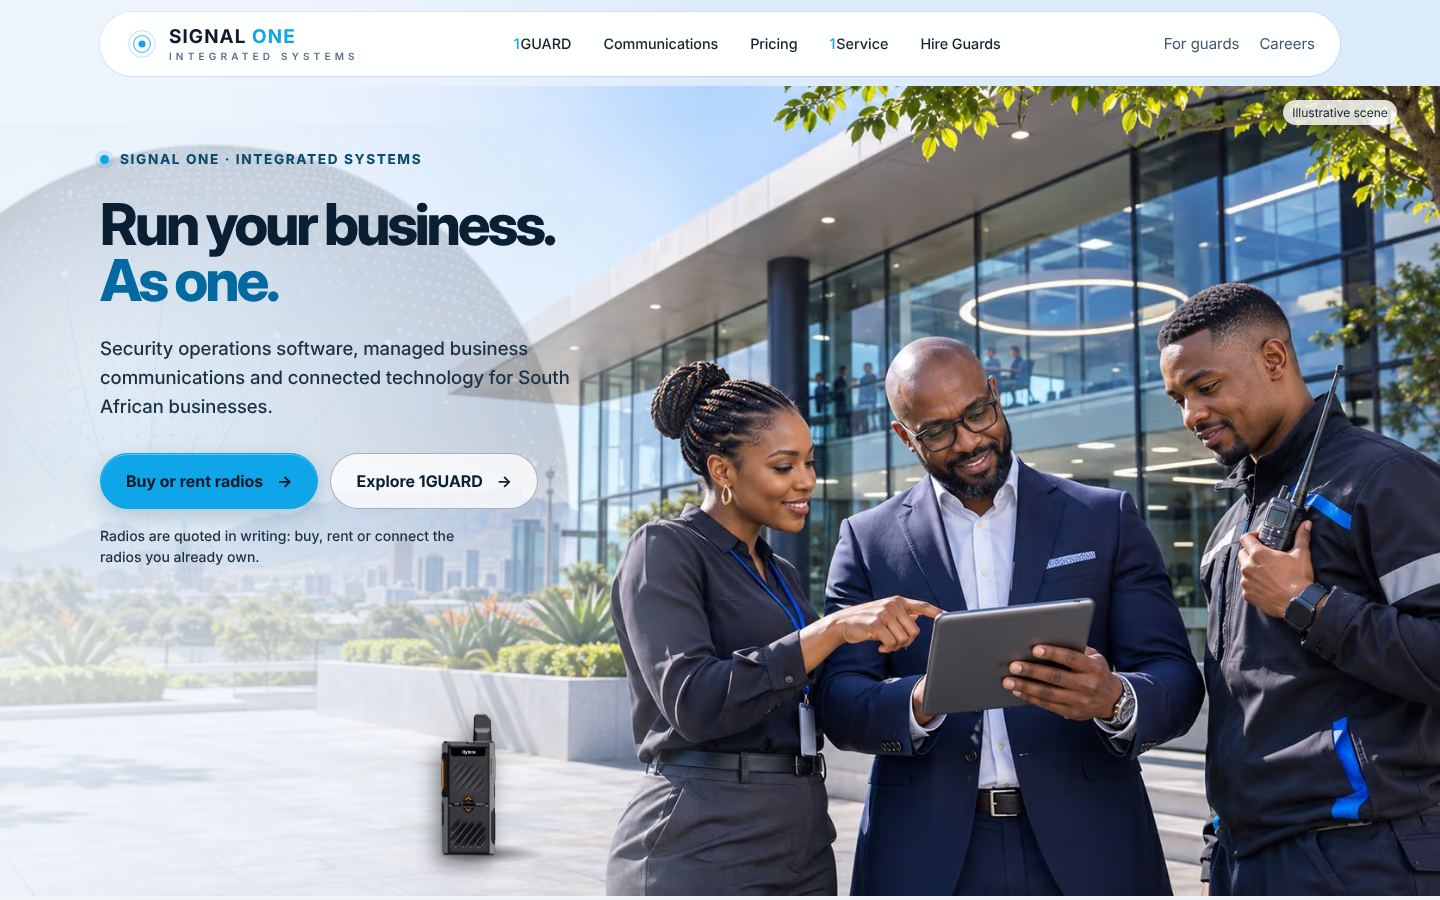 SIGNAL ONE
INTEGRATED SYSTEMS
1GUARD
Communications
Pricing
1Service
Hire Guards
For guards
Careers
Illustrative scene
SIGNAL ONE · INTEGRATED SYSTEMS
Run your business.
As one.
Security operations software, managed business
communications and connected technology for South
African businesses.
Buy or rent radios →
Explore 1GUARD →
Radios are quoted in writing: buy, rent or connect the
radios you already own.
Hytera